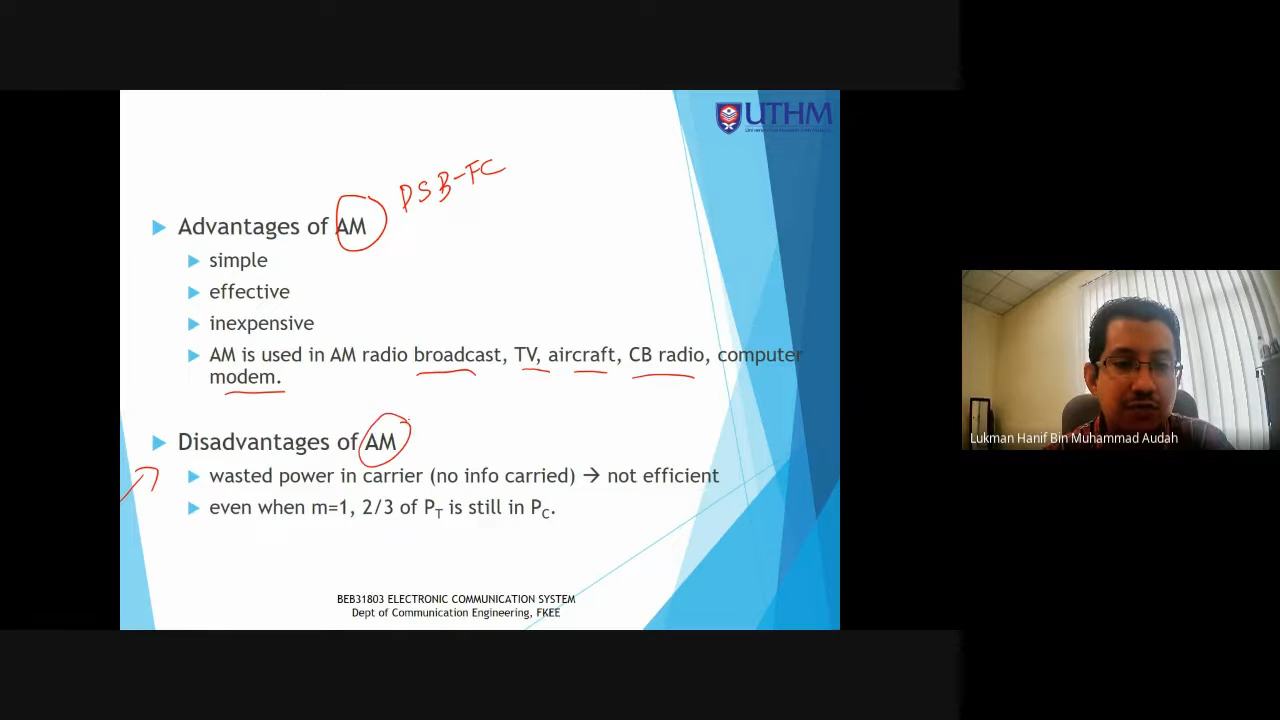 UTHM
DSB-FC
Advantages of AM
simple
effective
inexpensive
AM is used in AM radio broadcast, TV, aircraft, CB radio, computer
modem.
Disadvantages of AM
wasted power in carrier (no info carried) → not efficient
even when m=1, 2/3 of PT is still in PC.
BEB31803 ELECTRONIC COMMUNICATION SYSTEM
Dept of Communication Engineering, FKEE
Lukman Hanif Bin Muhammad Audah